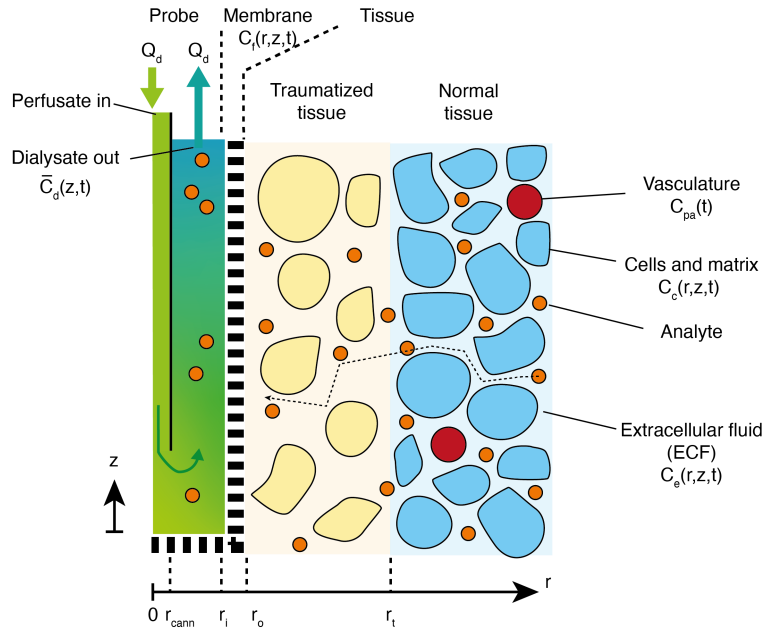 Probe
Membrane
C_f(r,z,t)
Tissue
Q_d
Q_d
Perfusate in
Dialysate out
C̅_d(z,t)
Traumatized
tissue
Normal
tissue
Vasculature
C_pa(t)
Cells and matrix
C_c(r,z,t)
Analyte
Extracellular fluid
(ECF)
C_e(r,z,t)
z
r
0
r_cann
r_i
r_o
r_t